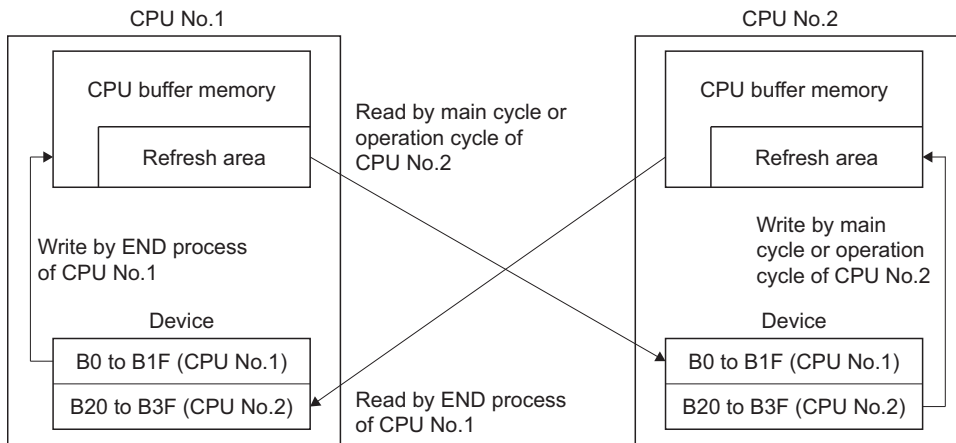 CPU No.1
CPU No.2
CPU buffer memory
Refresh area
Read by main cycle or
operation cycle of
CPU No.2
CPU buffer memory
Refresh area
Write by END process
of CPU No.1
Write by main
cycle or operation
cycle of CPU No.2
Device
B0 to B1F (CPU No.1)
B20 to B3F (CPU No.2)
Read by END process
of CPU No.1
Device
B0 to B1F (CPU No.1)
B20 to B3F (CPU No.2)